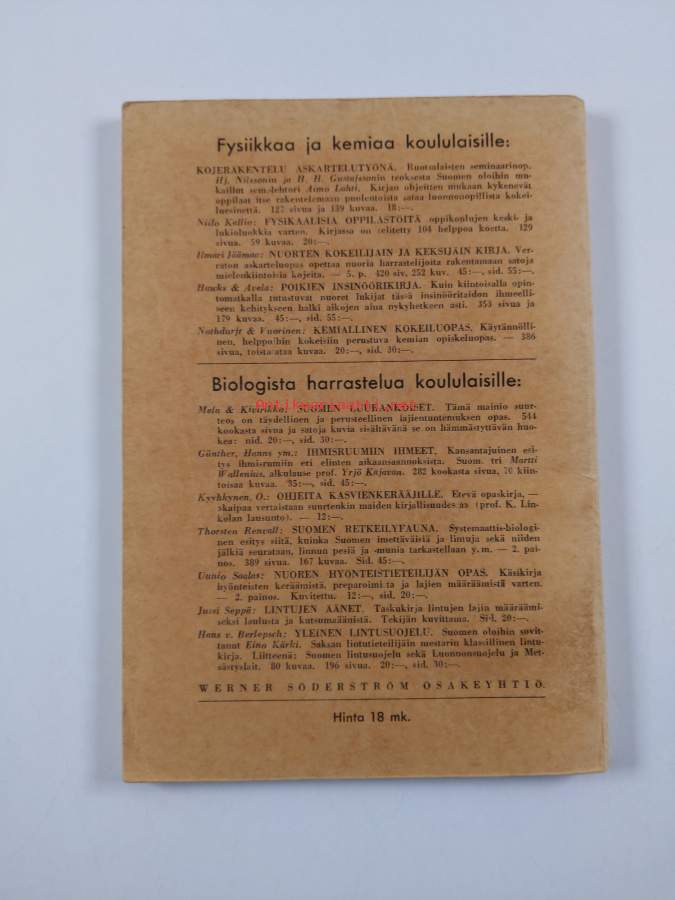 Fysiikkaa ja kemiaa koululaisille:
KOJERAKENTELU ASKARTELUTYÖNÄ. Ruotsalaisten seminaarinop.
Hj. Nilssonin ja H. H. Gustafssonin teoksesta Suomen oloihin mu-
kaillut sem. lehtori Aimo Lahti. Kirjan ohjeitten mukaan kykenevät
oppilaat itse rakentelemaan puolentoista sataa luonnonopillista kokei-
luesinettä. 127 sivua ja 139 kuvaa. 18:—.
Niilo Kallio: FYSIKAALISIA OPPILASTÖITÄ oppikoulujen keski- ja
lukioluokkia varten. Kirjassa on selitetty 104 helppoa koetta. 129
sivua. 59 kuvaa. 20:—.
Ilmari Jäämaa: NUORTEN KOKEILIJAIN JA KEKSIJÄIN KIRJA. Ver-
raton askarteluopas opettaa nuoria harrastelijoita rakentamaan satoja
mielenkiintoisia kojeita. — 5. p. 420 siv. 252 kuv. 45:—, sid. 55:—.
Hawks & Avela: POIKIEN INSINÖÖRIKIRJA. Kuin kiintoisalla opin-
tomatkalla tutustuvat nuoret lukijat tässä insinööritaidon ihmeelli-
seen kehitykseen halki aikojen aina nykyhetkeen asti. 353 sivua ja
179 kuvaa. 45:—, sid. 55:—.
Nothdurft & Vuorinen: KEMIALLINEN KOKEILUOPAS. Käytännölli-
nen, helppoihin kokeisiin perustuva kemian opiskeluopas. — 386
sivua, toistasataa kuvaa. 20:—, sid. 30:—.
Biologista harrastelua koululaisille:
Antikvariaatti.net
Mela & Kivirikko: SUOMEN LUURANKOISET. Tämä mainio suur-
teos on täydellinen ja perusteellinen lajientuntemuksen opas. 544
kookasta sivua ja satoja kuvia sisältävänä se on hämmästyttävän huo-
kea: nid. 20:—, sid. 30:—.
Günther, Hanns ym.: IHMISRUUMIIN IHMEET. Kansantajuinen esi-
tys ihmisruumiin eri elinten aikaansaannoksista. Suom. tri Martti
Wallenius, alkulause prof. Yrjö Kajavan. 282 kookasta sivua, 70 kiin-
toisaa kuvaa. 35:—, sid. 45:—.
Kyyhkynen, O.: OHJEITA KASVIENKERÄÄJILLE. Etevä opaskirja, —
»kaipaa vertaistaan suurtenkin maiden kirjallisuudessa» (prof. K. Lin-
kolan lausunto). — 12:—.
Thorsten Renvall: SUOMEN RETKEILYFAUNA. Systemaattis-biologi-
nen esitys siitä, kuinka Suomen imettäväisiä ja lintuja sekä niiden
jälkiä seurataan, linnun pesiä ja -munia tarkastellaan y. m. — 2. pai-
nos. 389 sivua. 167 kuvaa. Sid. 45:—.
Uunio Saalas: NUOREN HYÖNTEISTIETEILIJÄN OPAS. Käsikirja
hyönteisten keräämistä, preparoimista ja lajien määräämistä varten.
— 2. painos. Kuvitettu. 12:—, sid. 20:—.
Jussi Seppä: LINTUJEN ÄÄNET. Taskukirja lintujen lajin määräämi-
seksi laulusta ja kutsumaäänistä. Tekijän kuvittama. Sid. 20:—.
Hans v. Berlepsch: YLEINEN LINTUSUOJELU. Suomen oloihin sovit-
tanut Eino Kärki. Saksan lintutieteilijäin mestarin klassillinen lintu-
kirja. Liitteenä: Suomen lintusuojelu sekä Luonnonsuojelu ja Met-
sästyslait. 80 kuvaa. 196 sivua. 20:—, sid. 30:—.
WERNER SÖDERSTRÖM OSAKEYHTIÖ.
Hinta 18 mk.